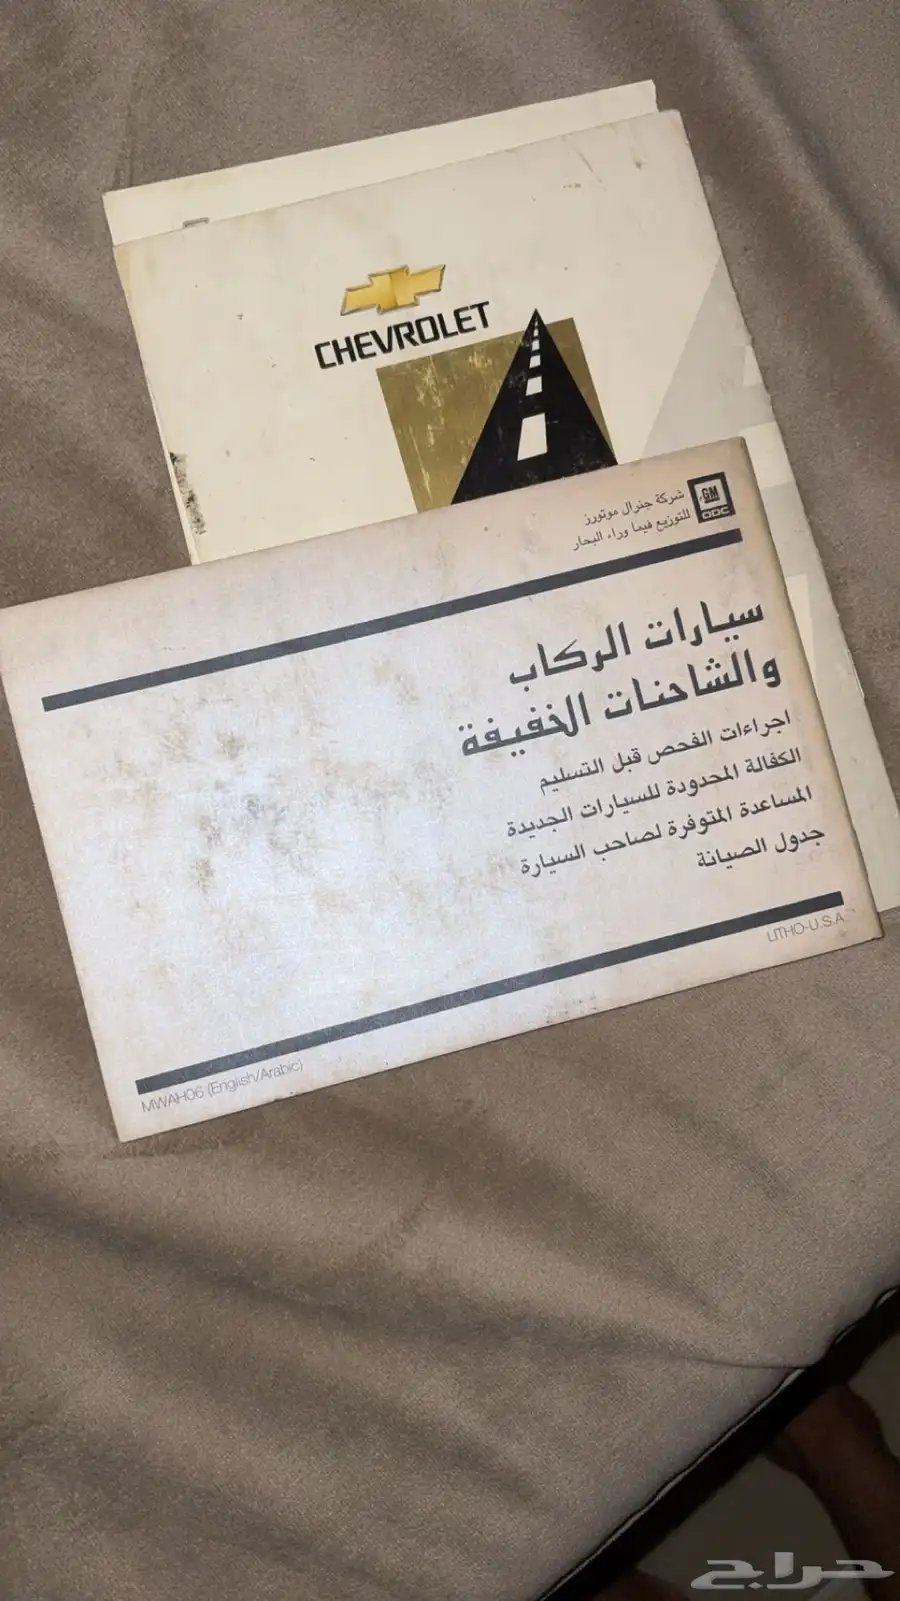 CHEVROLET
شركة جنرال موتورز
للتوزيع فيما وراء البحار
GM
ODC
سيارات الركاب
والشاحنات الخفيفة
اجراءات الفحص قبل التسليم
الكفالة المحدودة للسيارات الجديدة
المساعدة المتوفرة لصاحب السيارة
جدول الصيانة
LITHO-U.S.A.
MWAH06 (English/Arabic)
حراج